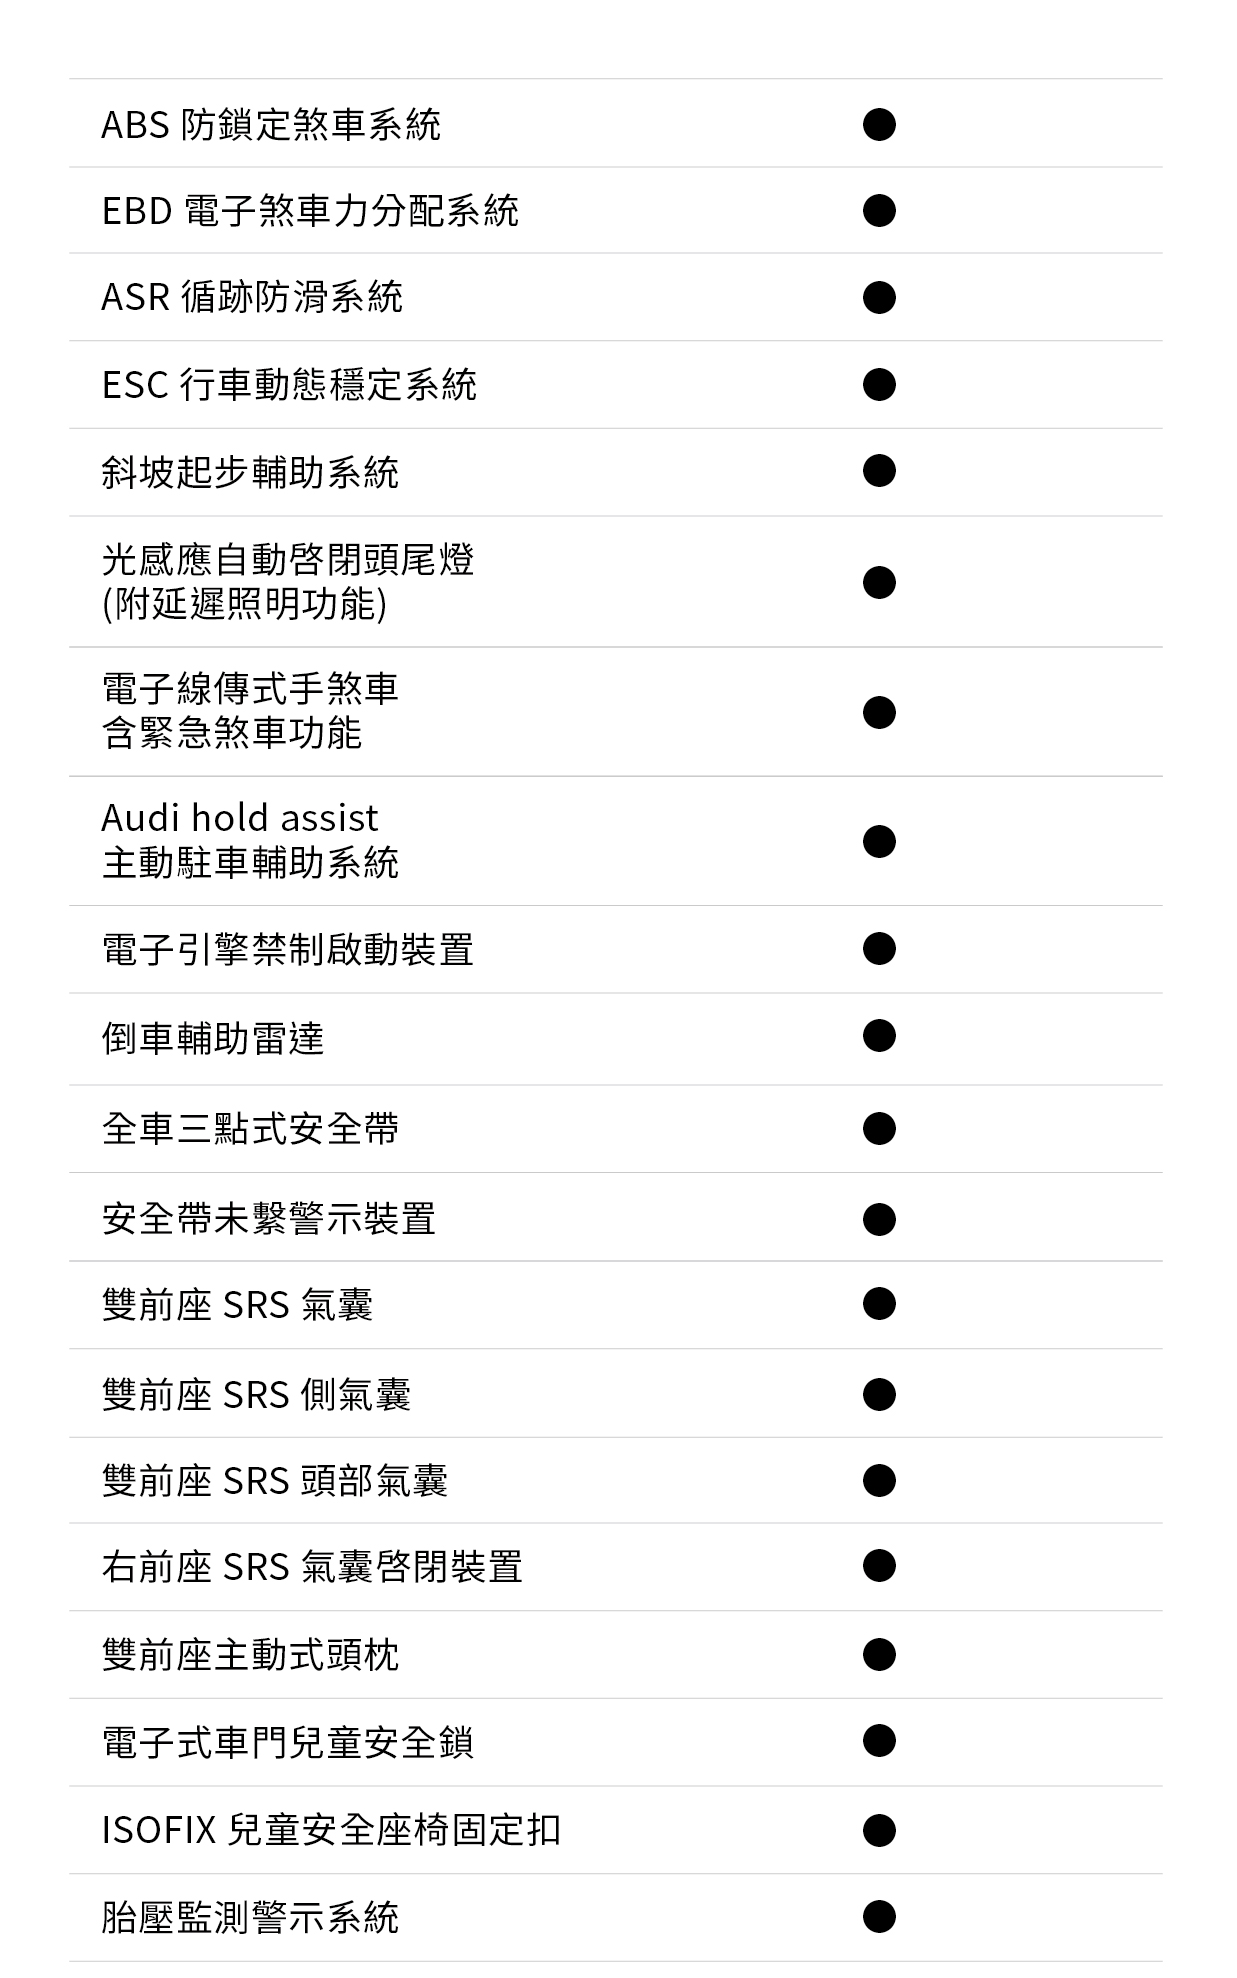 ABS 防鎖定煞車系統
EBD 電子煞車力分配系統
ASR 循跡防滑系統
ESC 行車動態穩定系統
斜坡起步輔助系統
光感應自動啓閉頭尾燈
(附延遲照明功能)
電子線傳式手煞車
含緊急煞車功能
Audi hold assist
主動駐車輔助系統
電子引擎禁制啟動裝置
倒車輔助雷達
全車三點式安全帶
安全帶未繫警示裝置
雙前座 SRS 氣囊
雙前座 SRS 側氣囊
雙前座 SRS 頭部氣囊
右前座 SRS 氣囊啓閉裝置
雙前座主動式頭枕
電子式車門兒童安全鎖
ISOFIX 兒童安全座椅固定扣
胎壓監測警示系統